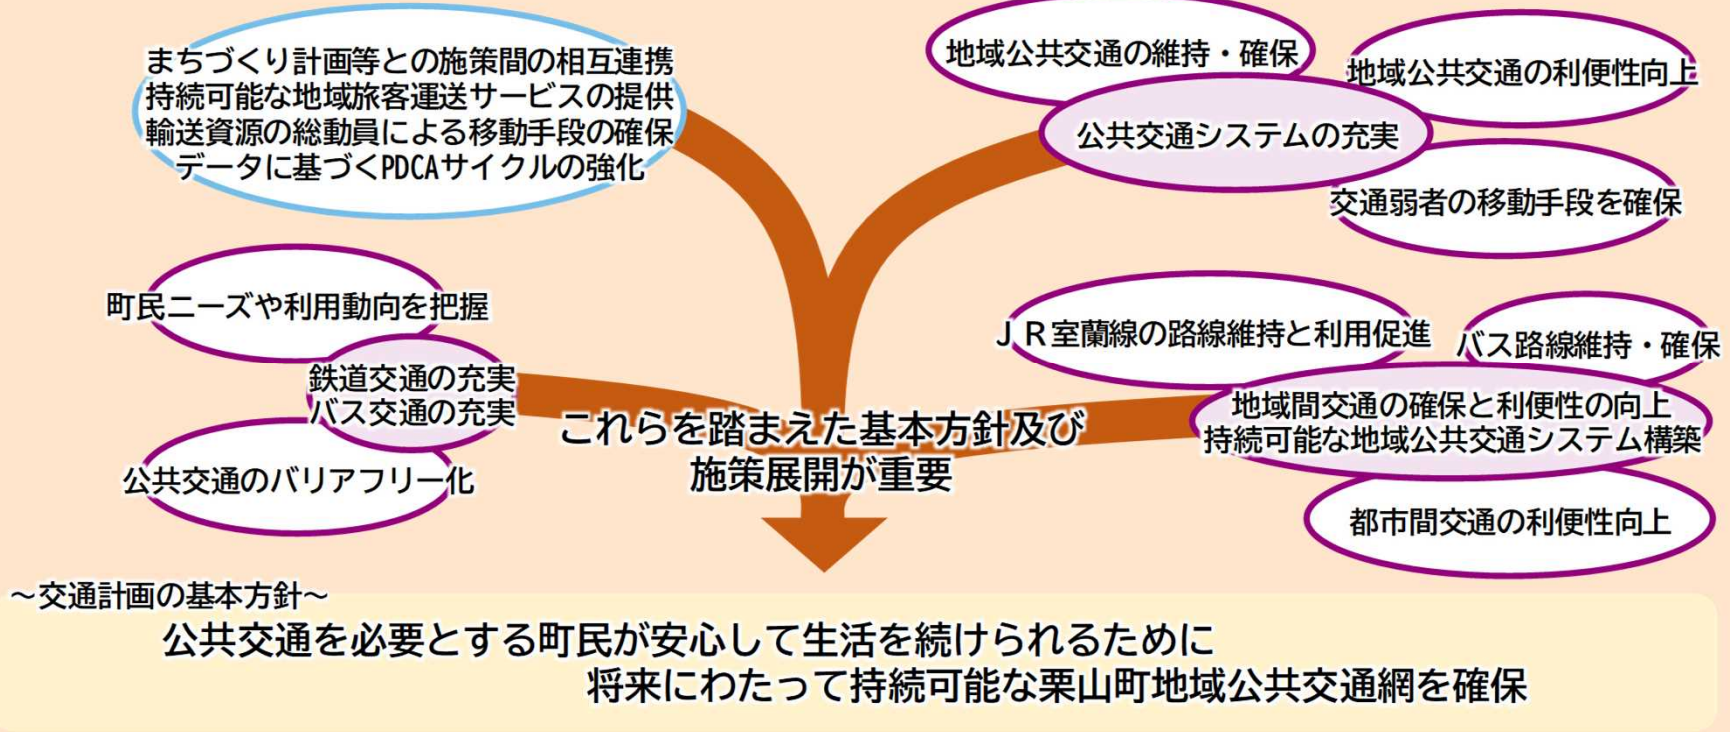 まちづくり計画等との施策間の相互連携
持続可能な地域旅客運送サービスの提供
輸送資源の総動員による移動手段の確保
データに基づくPDCAサイクルの強化
地域公共交通の維持・確保
地域公共交通の利便性向上
公共交通システムの充実
交通弱者の移動手段を確保
町民ニーズや利用動向を把握
鉄道交通の充実
バス交通の充実
公共交通のバリアフリー化
ＪＲ室蘭線の路線維持と利用促進
バス路線維持・確保
地域間交通の確保と利便性の向上
持続可能な地域公共交通システム構築
都市間交通の利便性向上
これらを踏まえた基本方針及び
施策展開が重要
～交通計画の基本方針～
公共交通を必要とする町民が安心して生活を続けられるために
将来にわたって持続可能な栗山町地域公共交通網を確保